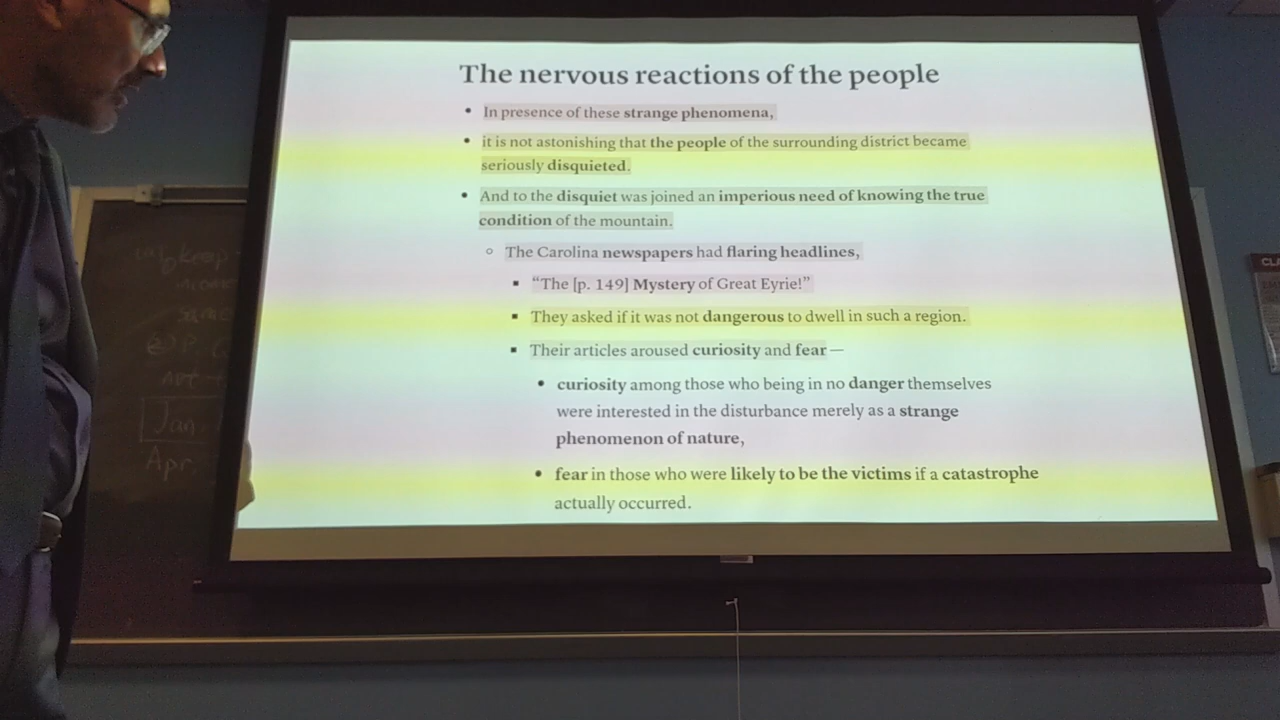 The nervous reactions of the people
• In presence of these strange phenomena,
• it is not astonishing that the people of the surrounding district became
seriously disquieted.
• And to the disquiet was joined an imperious need of knowing the true
condition of the mountain.
◦ The Carolina newspapers had flaring headlines,
▪ “The [p. 149] Mystery of Great Eyrie!”
▪ They asked if it was not dangerous to dwell in such a region.
▪ Their articles aroused curiosity and fear—
• curiosity among those who being in no danger themselves
were interested in the disturbance merely as a strange
phenomenon of nature,
• fear in those who were likely to be the victims if a catastrophe
actually occurred.
keep
same
Jan.
Apr.
CLA